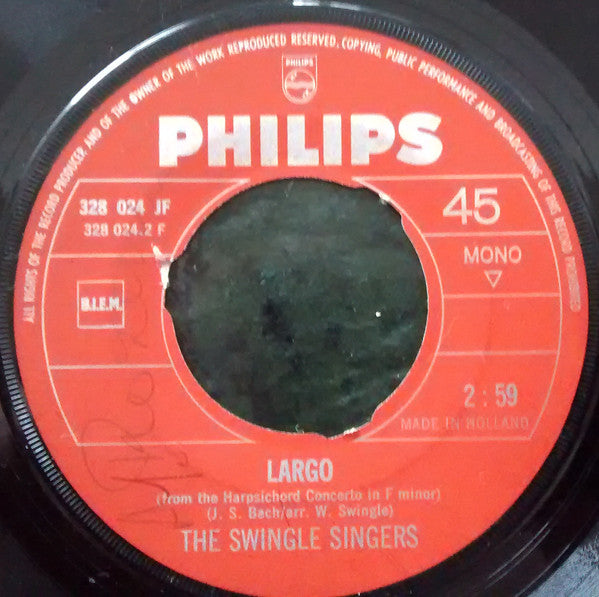 ALL RIGHTS OF THE RECORD PRODUCER AND OF THE OWNER OF THE WORK REPRODUCED RESERVED. COPYING, PUBLIC PERFORMANCE AND BROADCASTING OF THIS RECORD PROHIBITED
PHILIPS
PHILIPS
328 024 JF
328 024.2 F
45
MONO
B.I.E.M.
2:59
MADE IN HOLLAND
LARGO
(from the Harpsichord Concerto in F minor)
(J. S. Bach/arr. W. Swingle)
THE SWINGLE SINGERS